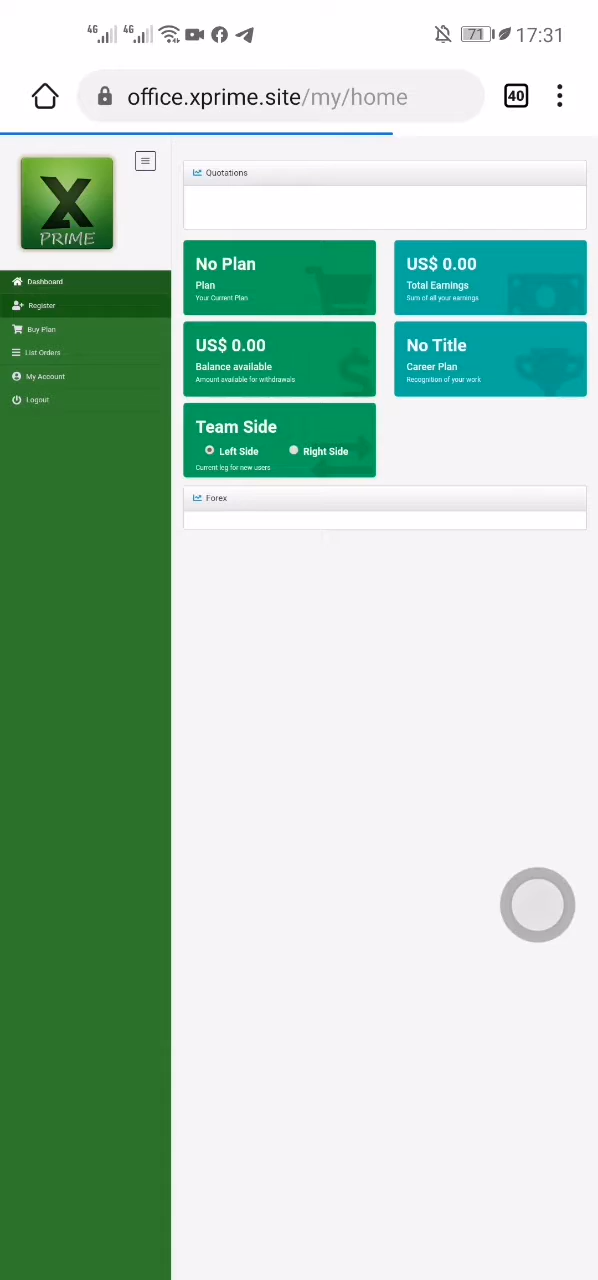 4G 4G 71 17:31
office.xprime.site/my/home 40
X
PRIME
Dashboard
Register
Buy Plan
List Orders
My Account
Logout
Quotations
No Plan
Plan
Your Current Plan
US$ 0.00
Total Earnings
Sum of all your earnings
US$ 0.00
Balance available
Amount available for withdrawals
No Title
Career Plan
Recognition of your work
Team Side
Left Side Right Side
Current leg for new users
Forex